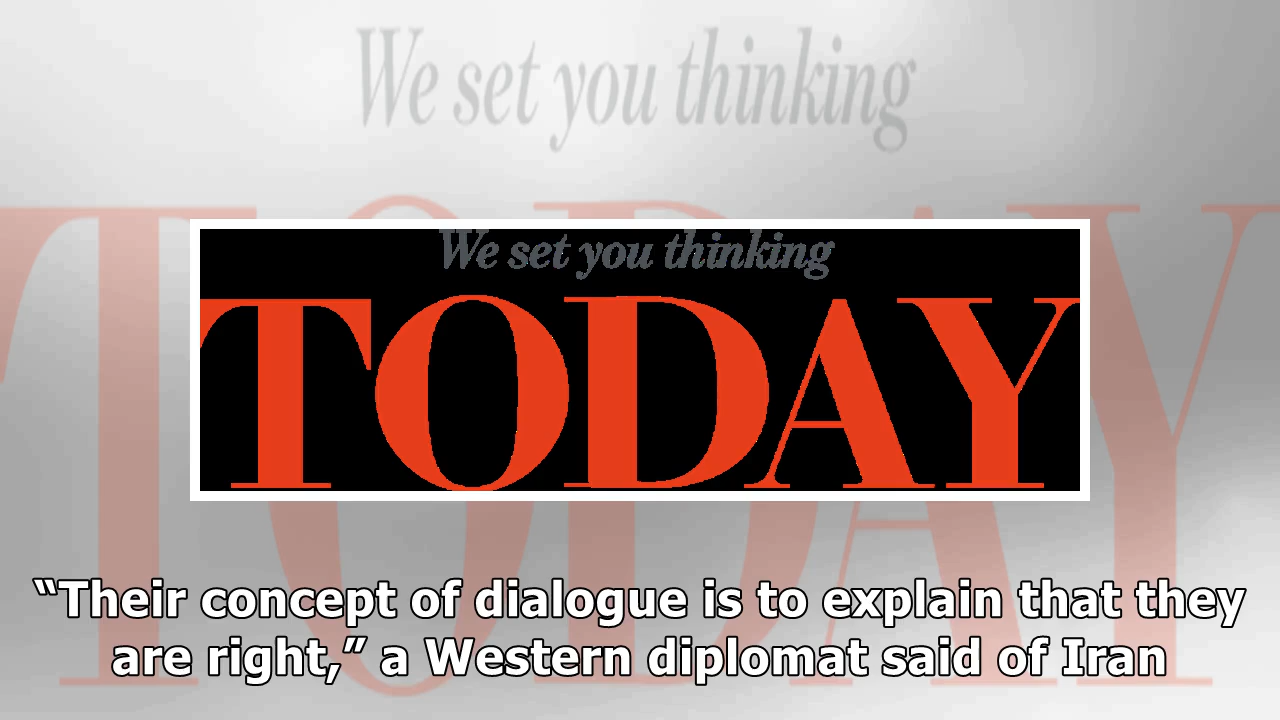 We set you thinking
TODAY
We set you thinking
TODAY
“Their concept of dialogue is to explain that they
are right,” a Western diplomat said of Iran